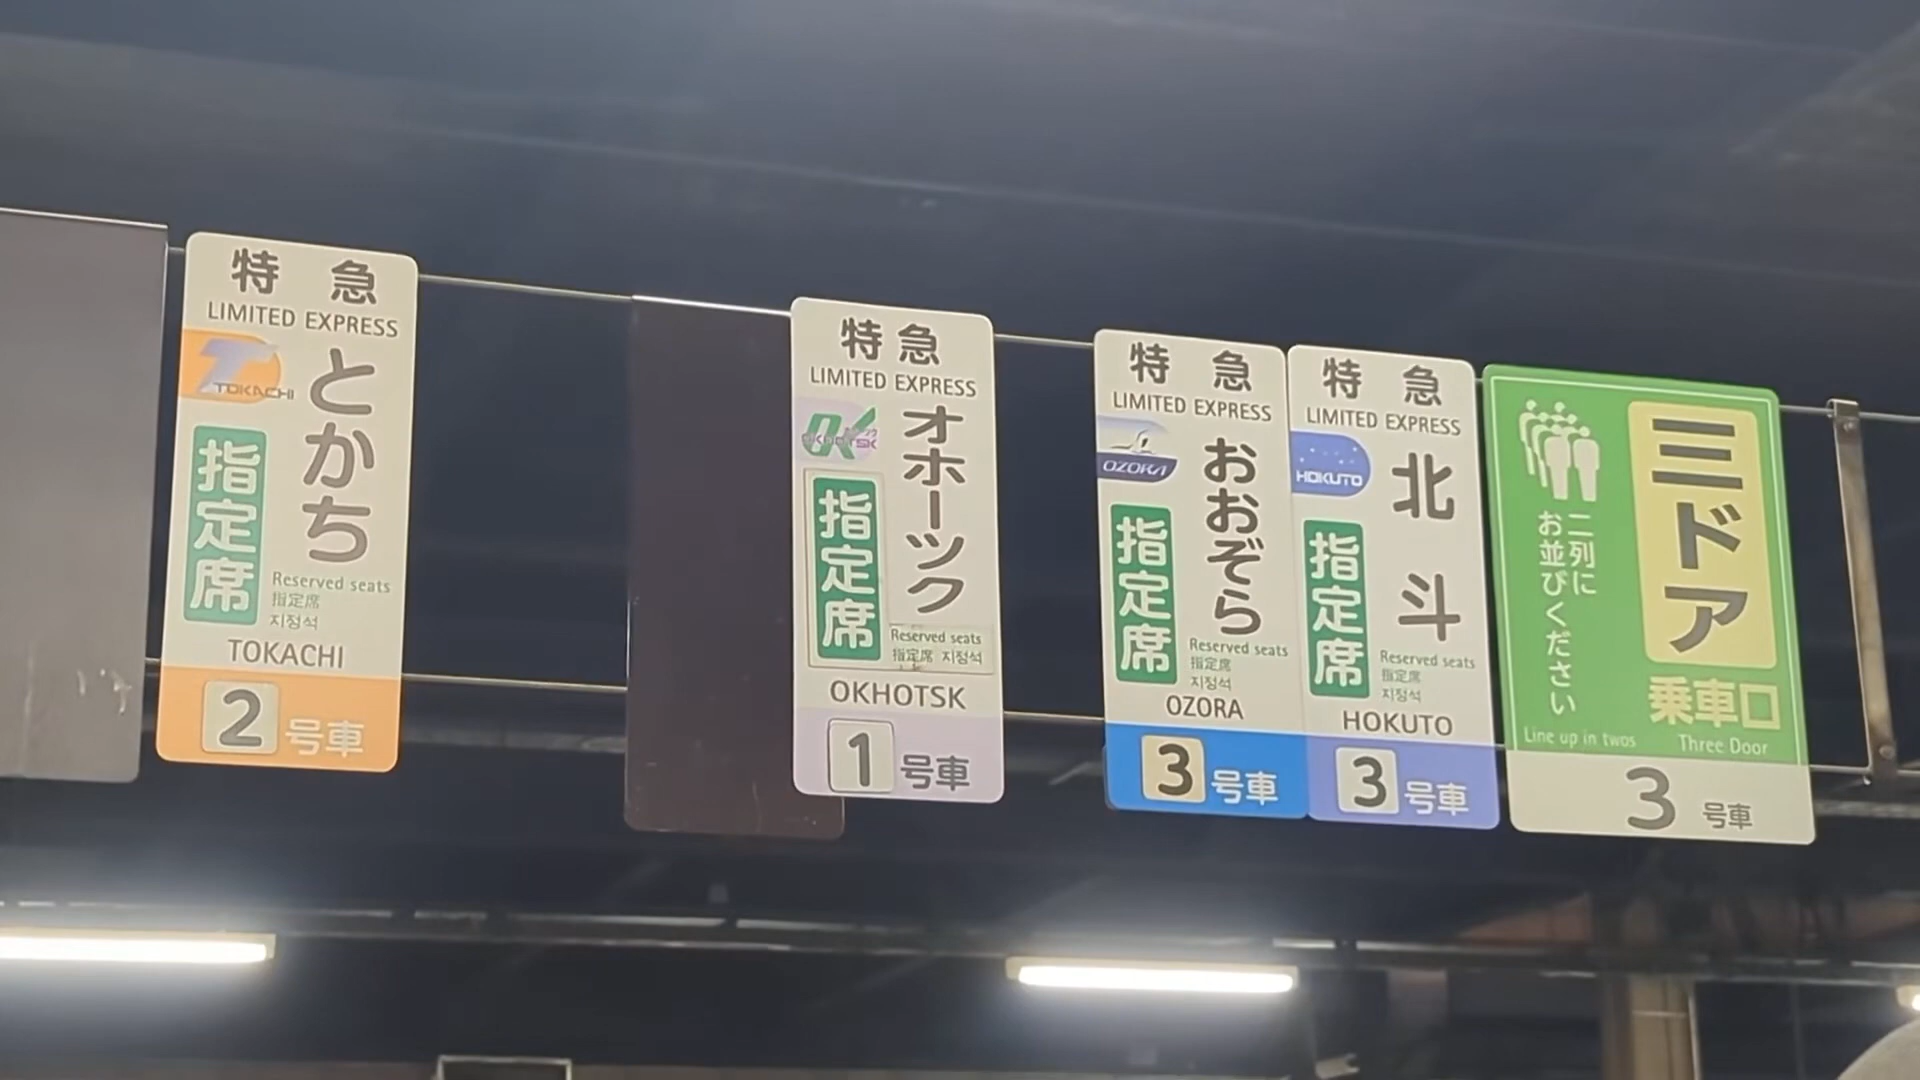 特 急
LIMITED EXPRESS
TOKACHI
とかち
指定席
Reserved seats
指定席
지정석
TOKACHI
2 号車
特急
LIMITED EXPRESS
OKHOTSK
オホーツク
指定席
Reserved seats
指定席 지정석
OKHOTSK
1 号車
特 急
LIMITED EXPRESS
OZORA
おおぞら
指定席
Reserved seats
指定席
지정석
OZORA
3 号車
特 急
LIMITED EXPRESS
HOKUTO
北斗
指定席
Reserved seats
指定席
지정석
HOKUTO
3 号車
三ドア
乗車口
二列に
お並びください
Line up in twos
Three Door
3 号車